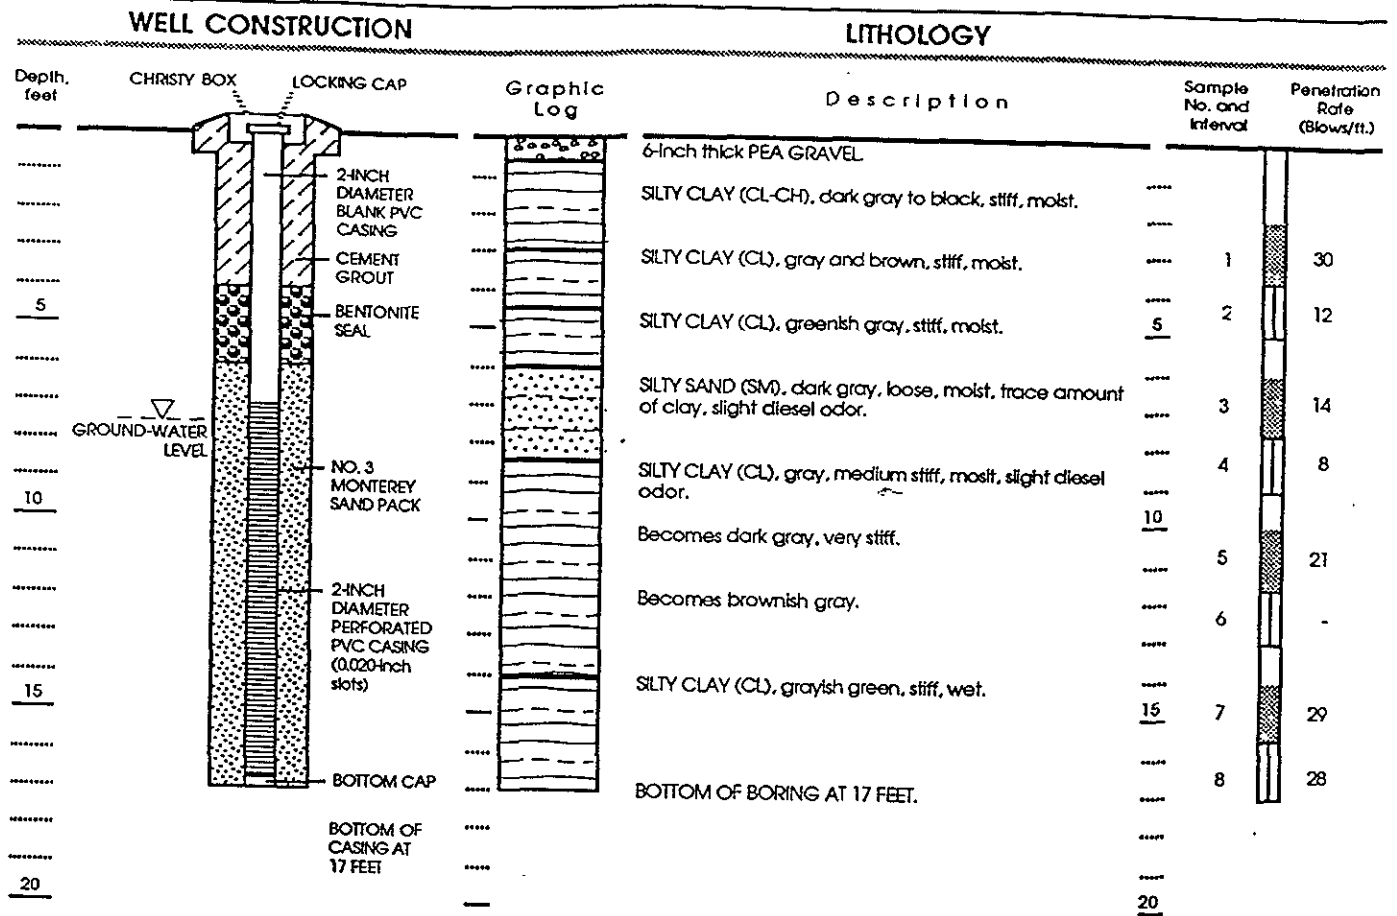 WELL CONSTRUCTION
LITHOLOGY
Depth, feet
CHRISTY BOX
LOCKING CAP
Graphic
Log
Description
Sample
No. and
Interval
Penetration
Rate
(Blows/ft.)
2-INCH
DIAMETER
BLANK PVC
CASING
CEMENT
GROUT
BENTONITE
SEAL
GROUND-WATER
LEVEL
NO. 3
MONTEREY
SAND PACK
2-INCH
DIAMETER
PERFORATED
PVC CASING
(0.020-inch
slots)
BOTTOM CAP
BOTTOM OF
CASING AT
17 FEET
5
10
15
20
6-inch thick PEA GRAVEL
SILTY CLAY (CL-CH), dark gray to black, stiff, moist.
SILTY CLAY (CL), gray and brown, stiff, moist.
SILTY CLAY (CL), greenish gray, stiff, moist.
SILTY SAND (SM), dark gray, loose, moist, trace amount
of clay, slight diesel odor.
SILTY CLAY (CL), gray, medium stiff, mosit, slight diesel
odor.
Becomes dark gray, very stiff.
Becomes brownish gray.
SILTY CLAY (CL), grayish green, stiff, wet.
BOTTOM OF BORING AT 17 FEET.
5
10
15
20
1 30
2 12
3 14
4 8
5 21
6 -
7 29
8 28